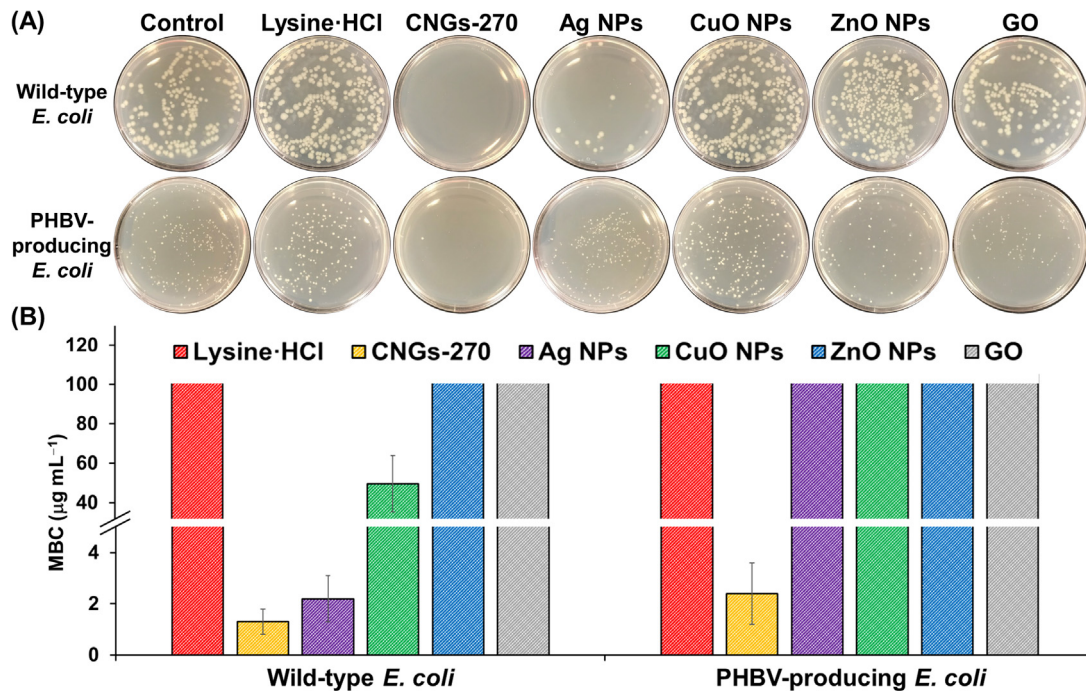 (A)
Control Lysine·HCl CNGs-270 Ag NPs CuO NPs ZnO NPs GO
Wild-type
E. coli
PHBV-
producing
E. coli
(B)
120
100
80
60
40
4
2
0
MBC (μg mL⁻¹)
Lysine·HCl CNGs-270 Ag NPs CuO NPs ZnO NPs GO
Wild-type E. coli PHBV-producing E. coli